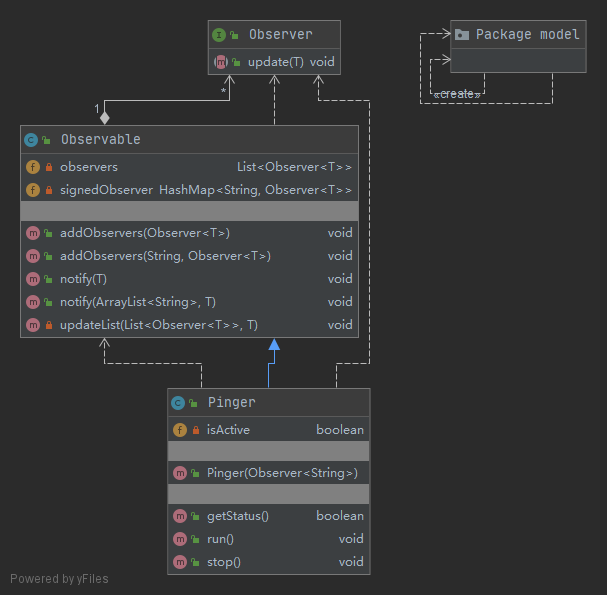 Observer
update(T) void
Package model
«create»
1
*
Observable
observers List<Observer<T>>
signedObserver HashMap<String, Observer<T>>
addObservers(Observer<T>) void
addObservers(String, Observer<T>) void
notify(T) void
notify(ArrayList<String>, T) void
updateList(List<Observer<T>>, T) void
Pinger
isActive boolean
Pinger(Observer<String>)
getStatus() boolean
run() void
stop() void
Powered by yFiles